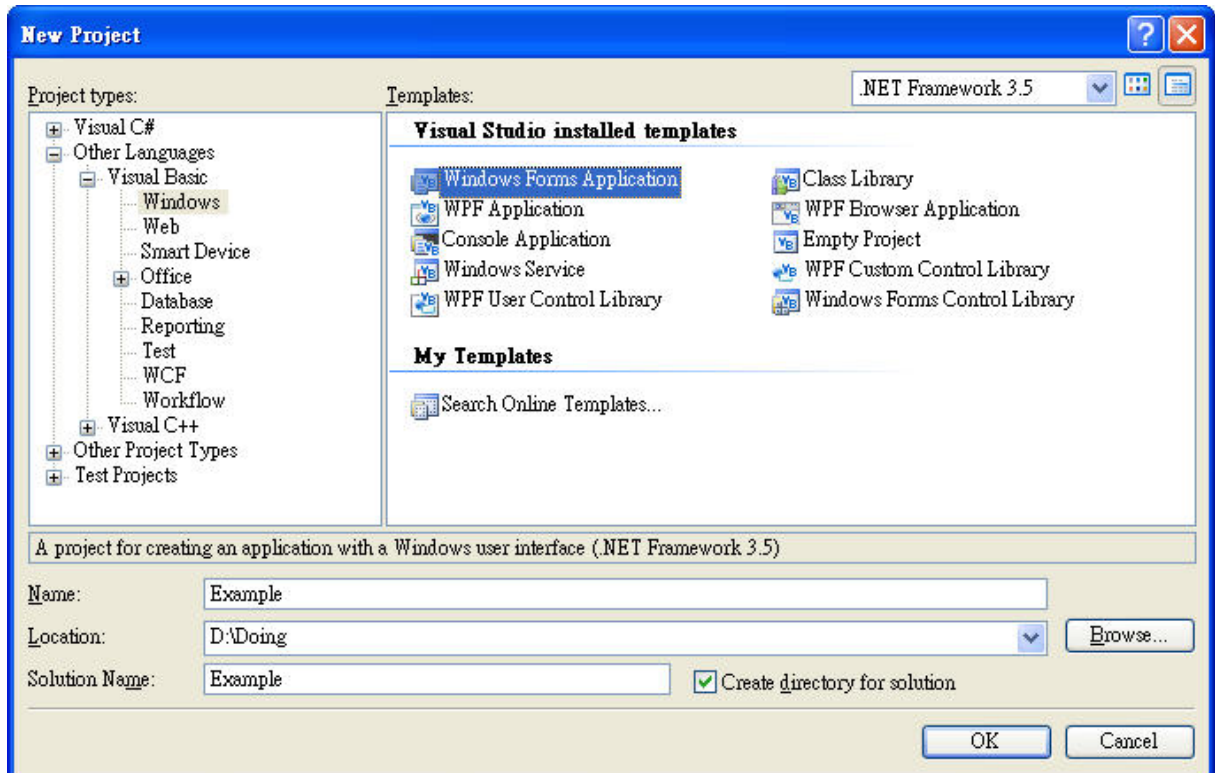 New Project
Project types:
Templates:
.NET Framework 3.5
Visual C#
Other Languages
Visual Basic
Windows
Web
Smart Device
Office
Database
Reporting
Test
WCF
Workflow
Visual C++
Other Project Types
Test Projects
Visual Studio installed templates
Windows Forms Application
Class Library
WPF Application
WPF Browser Application
Console Application
Empty Project
Windows Service
WPF Custom Control Library
WPF User Control Library
Windows Forms Control Library
My Templates
Search Online Templates...
A project for creating an application with a Windows user interface (.NET Framework 3.5)
Name:
Example
Location:
D:\Doing
Browse...
Solution Name:
Example
Create directory for solution
OK
Cancel